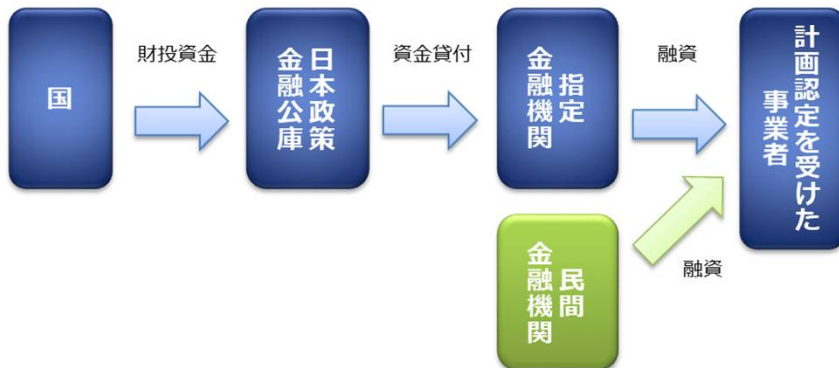 国
財投資金
日本政策
金融公庫
資金貸付
指定
金融機関
融資
計画認定を受けた
事業者
民間
金融機関
融資